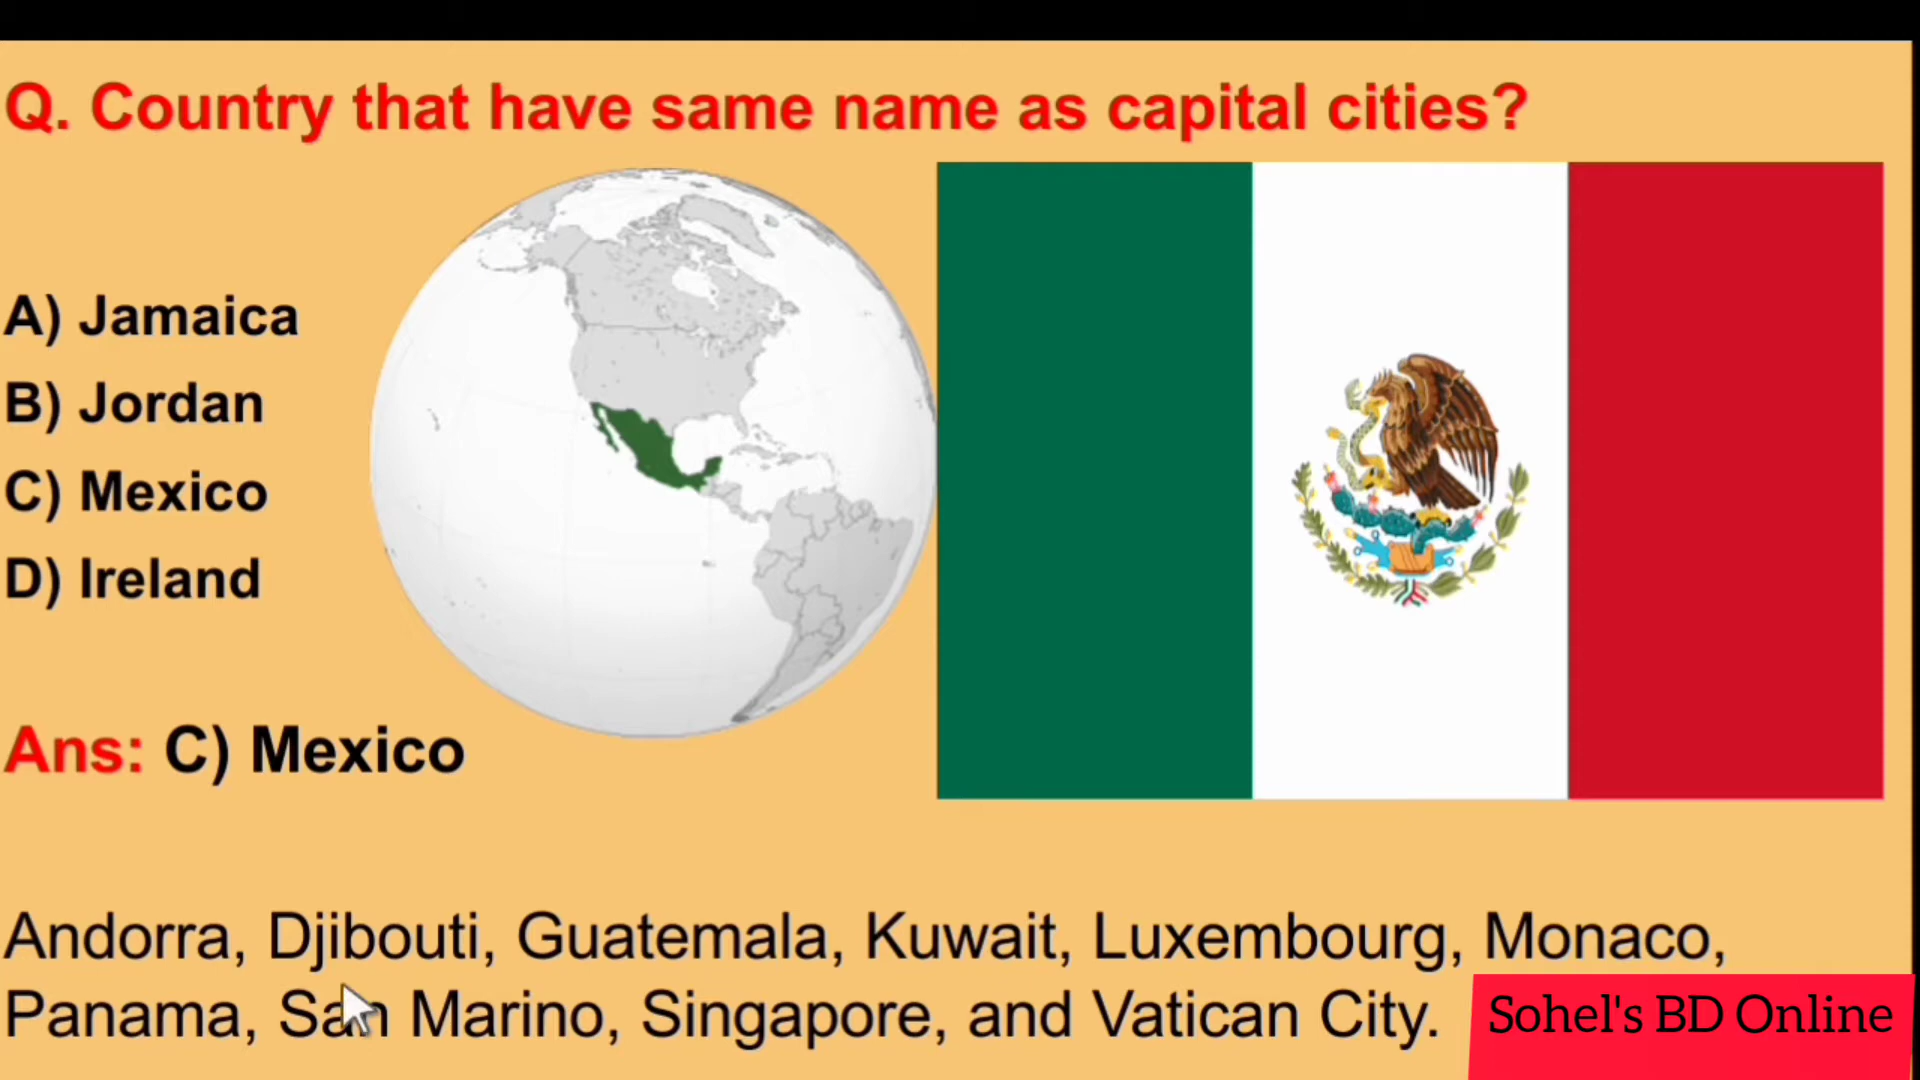 Q. Country that have same name as capital cities?
A) Jamaica
B) Jordan
C) Mexico
D) Ireland
Ans: C) Mexico
Andorra, Djibouti, Guatemala, Kuwait, Luxembourg, Monaco,
Panama, San Marino, Singapore, and Vatican City.
Sohel's BD Online